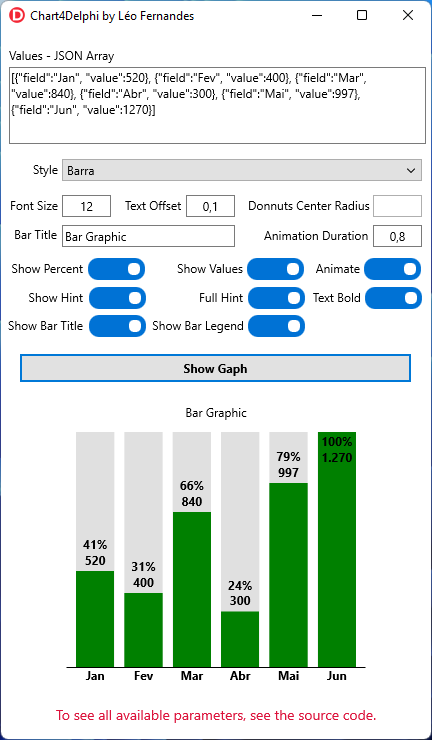 Chart4Delphi by Léo Fernandes
Values - JSON Array
[{"field":"Jan", "value":520}, {"field":"Fev", "value":400}, {"field":"Mar",
"value":840}, {"field":"Abr", "value":300}, {"field":"Mai", "value":997},
{"field":"Jun", "value":1270}]
Style Barra
Font Size 12 Text Offset 0,1 Donnuts Center Radius
Bar Title Bar Graphic Animation Duration 0,8
Show Percent Show Values Animate
Show Hint Full Hint Text Bold
Show Bar Title Show Bar Legend
Show Gaph
Bar Graphic
41%
520
31%
400
66%
840
24%
300
79%
997
100%
1.270
Jan Fev Mar Abr Mai Jun
To see all available parameters, see the source code.